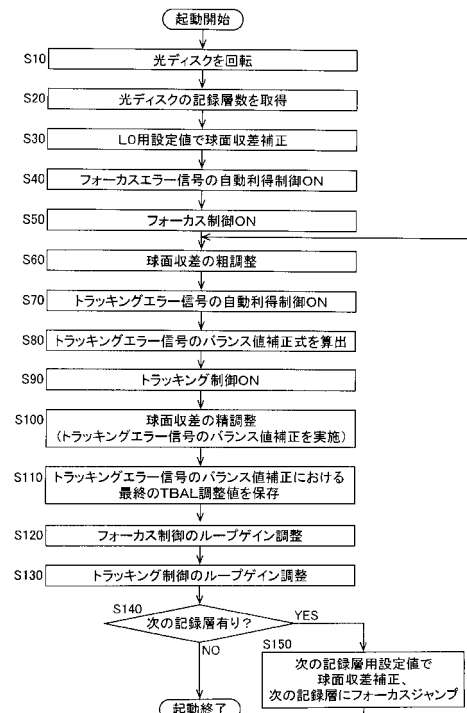 起動開始
S10
光ディスクを回転
S20
光ディスクの記録層数を取得
S30
L0用設定値で球面収差補正
S40
フォーカスエラー信号の自動利得制御ON
S50
フォーカス制御ON
S60
球面収差の粗調整
S70
トラッキングエラー信号の自動利得制御ON
S80
トラッキングエラー信号のバランス値補正式を算出
S90
トラッキング制御ON
S100
球面収差の精調整
(トラッキングエラー信号のバランス値補正を実施)
S110
トラッキングエラー信号のバランス値補正における
最終のTBAL調整値を保存
S120
フォーカス制御のループゲイン調整
S130
トラッキング制御のループゲイン調整
S140
次の記録層有り?
YES
NO
S150
次の記録層用設定値で
球面収差補正、
次の記録層にフォーカスジャンプ
起動終了